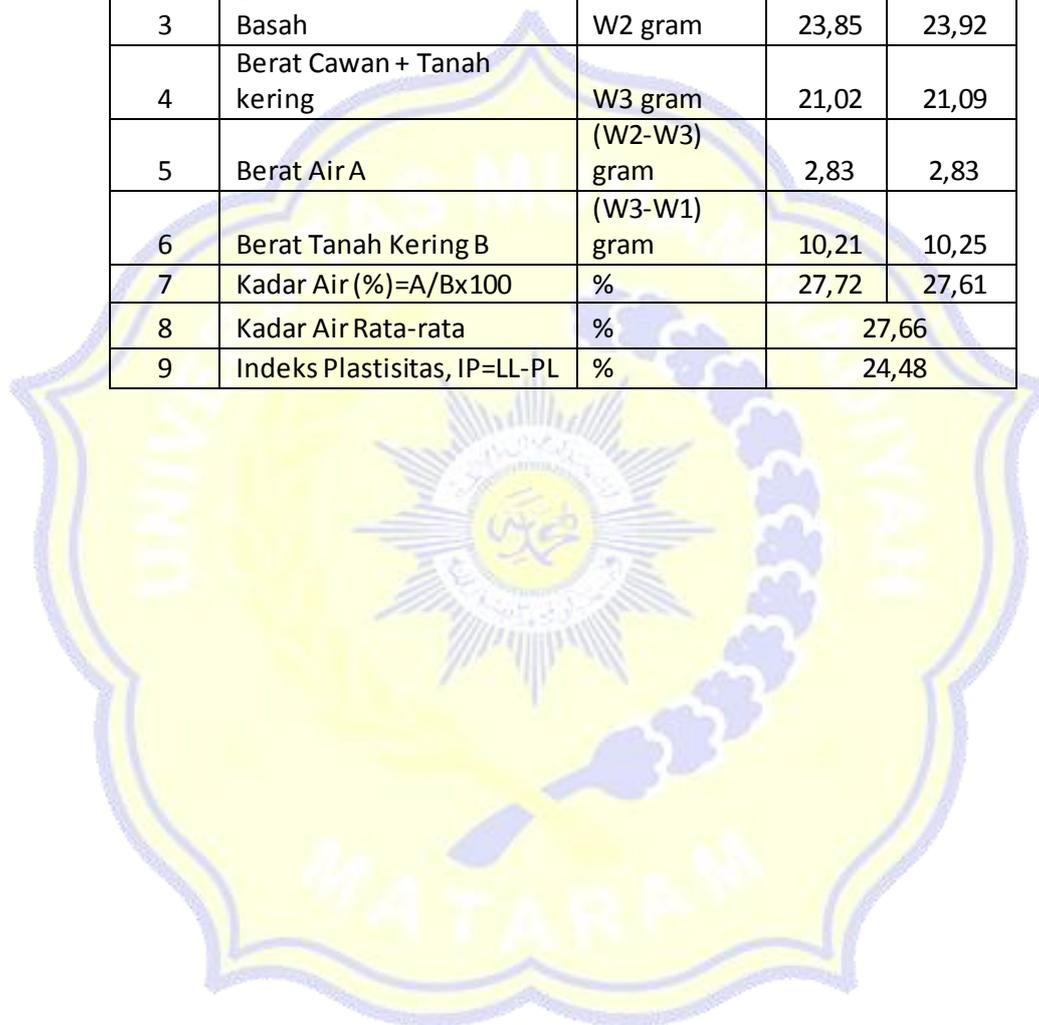 3 Basah W2 gram 23,85 23,92
Berat Cawan + Tanah
kering
4 W3 gram 21,02 21,09
(W2-W3)
5 Berat Air A gram 2,83 2,83
(W3-W1)
6 Berat Tanah Kering B gram 10,21 10,25
7 Kadar Air (%)=A/Bx100 % 27,72 27,61
8 Kadar Air Rata-rata % 27,66
9 Indeks Plastisitas, IP=LL-PL % 24,48
MATARAM